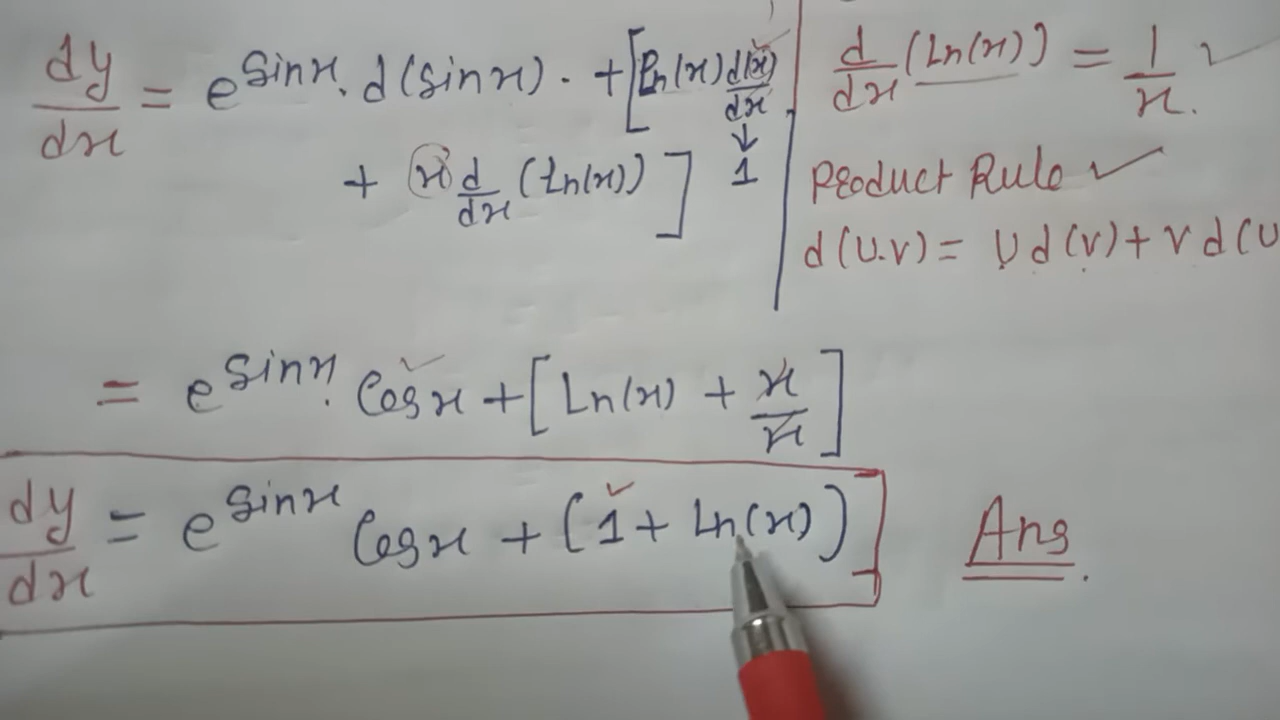 dy/dx = e^sinx . d(sinx) . + [Ln(x) d(x)/dx
↓
+ x d/dx (Ln(x)) ] 1
d/dx (Ln(x)) = 1/x . ✓
Product Rule ✓
d(U.V) = U d(V) + V d(U
= e^sinx . Cosx + [Ln(x) + x/x]
dy/dx = e^sinx Cosx + (1 + Ln(x))
Ans.